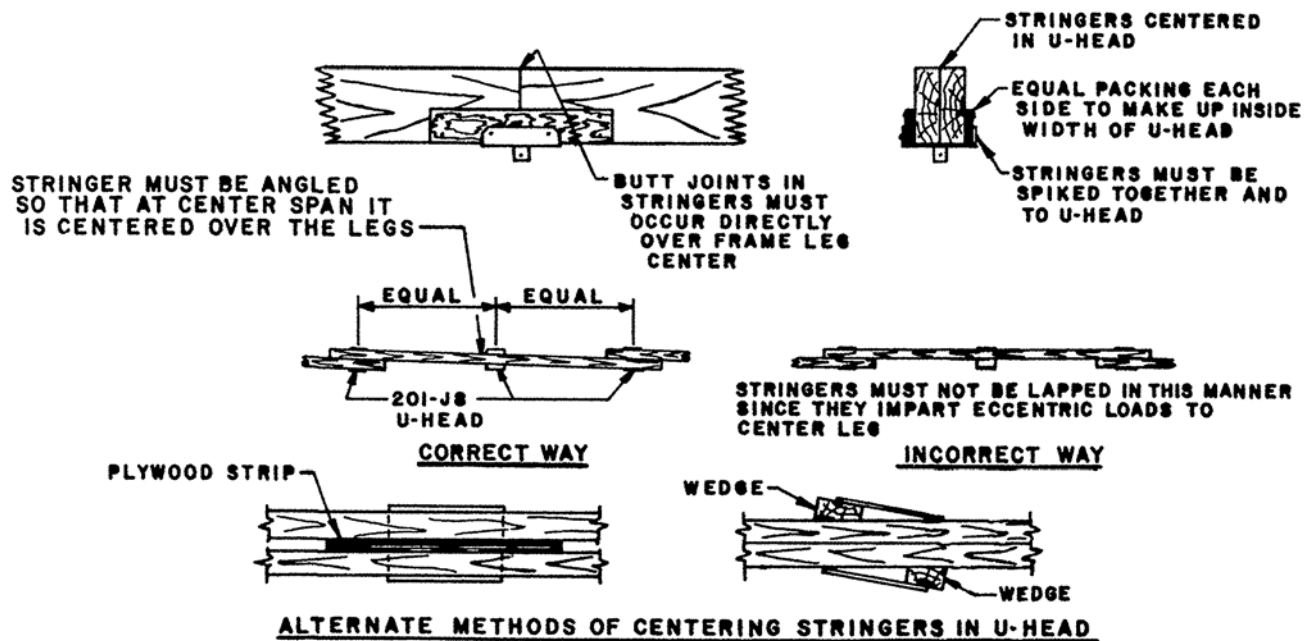 STRINGERS CENTERED
IN U-HEAD
EQUAL PACKING EACH
SIDE TO MAKE UP INSIDE
WIDTH OF U-HEAD
STRINGERS MUST BE
SPIKED TOGETHER AND
TO U-HEAD
STRINGER MUST BE ANGLED
SO THAT AT CENTER SPAN IT
IS CENTERED OVER THE LEGS
BUTT JOINTS IN
STRINGERS MUST
OCCUR DIRECTLY
OVER FRAME LEG
CENTER
EQUAL
EQUAL
201-J8
U-HEAD
CORRECT WAY
STRINGERS MUST NOT BE LAPPED IN THIS MANNER
SINCE THEY IMPART ECCENTRIC LOADS TO
CENTER LEG
INCORRECT WAY
PLYWOOD STRIP
WEDGE
WEDGE
ALTERNATE METHODS OF CENTERING STRINGERS IN U-HEAD